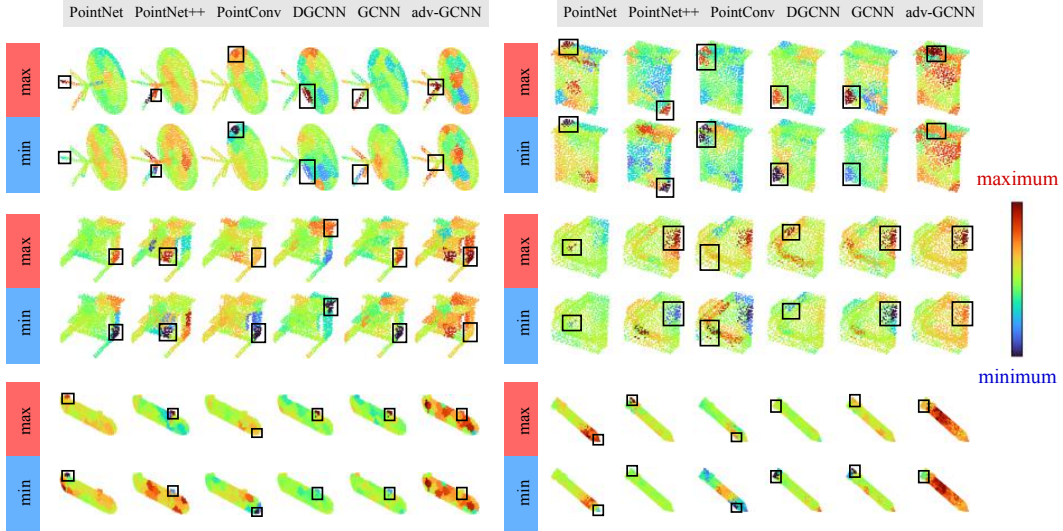 PointNet PointNet++ PointConv DGCNN GCNN adv-GCNN
PointNet PointNet++ PointConv DGCNN GCNN adv-GCNN
max
max
min
min
maximum
max
max
min
min
minimum
max
max
min
min